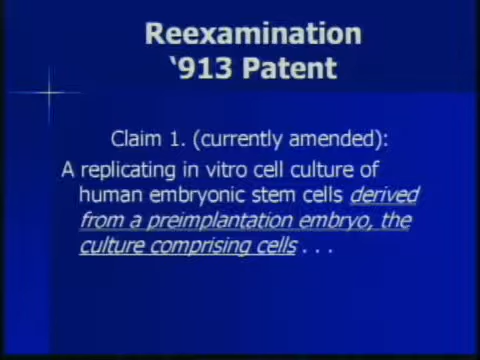 Reexamination
‘913 Patent
Claim 1. (currently amended):
A replicating in vitro cell culture of
human embryonic stem cells derived
from a preimplantation embryo, the
culture comprising cells . . .